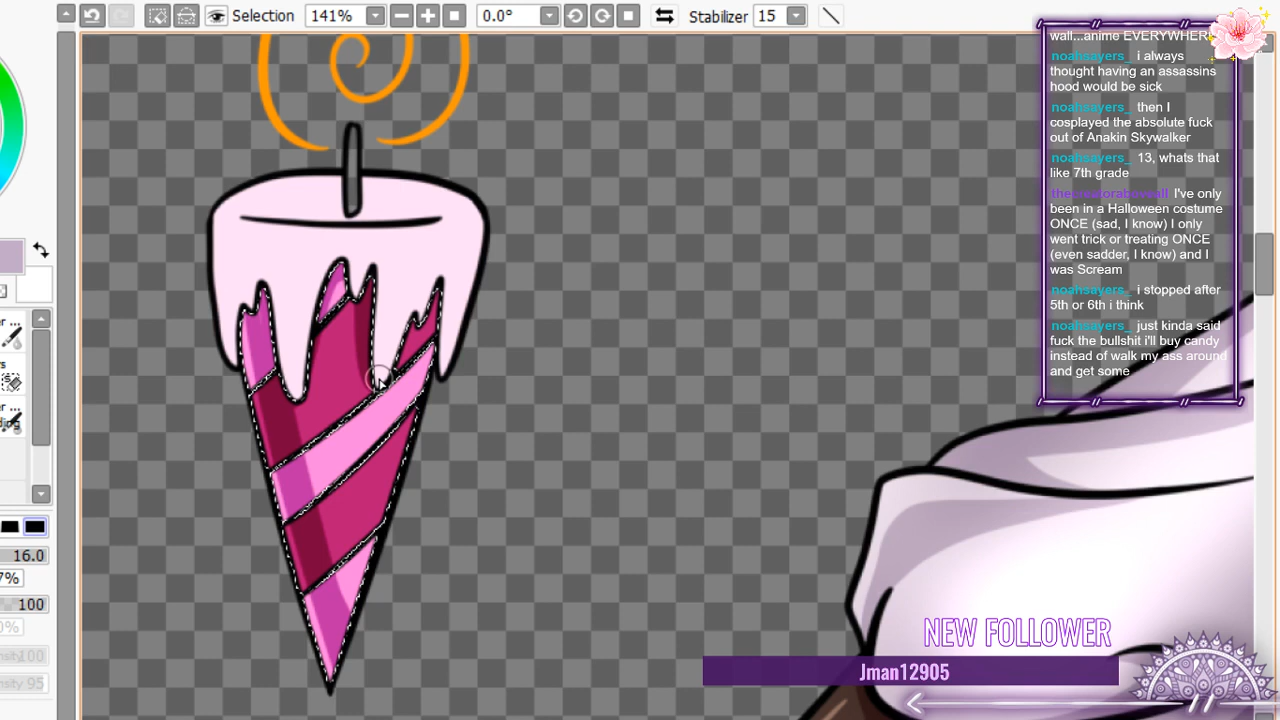 Selection 141% 0.0° Stabilizer 15
wall...anime EVERYWHERE
noahsayers_ i always
thought having an assassins
hood would be sick
noahsayers_ then I
cosplayed the absolute fuck
out of Anakin Skywalker
noahsayers_ 13, whats that
like 7th grade
I've only
been in a Halloween costume
ONCE (sad, I know) I only
went trick or treating ONCE
(even sadder, I know) and I
was Scream
noahsayers_ i stopped after
5th or 6th i think
noahsayers_ just kinda said
fuck the bullshit i'll buy candy
instead of walk my ass around
and get some
16.0
7%
100
0%
100
95
NEW FOLLOWER
Jman12905